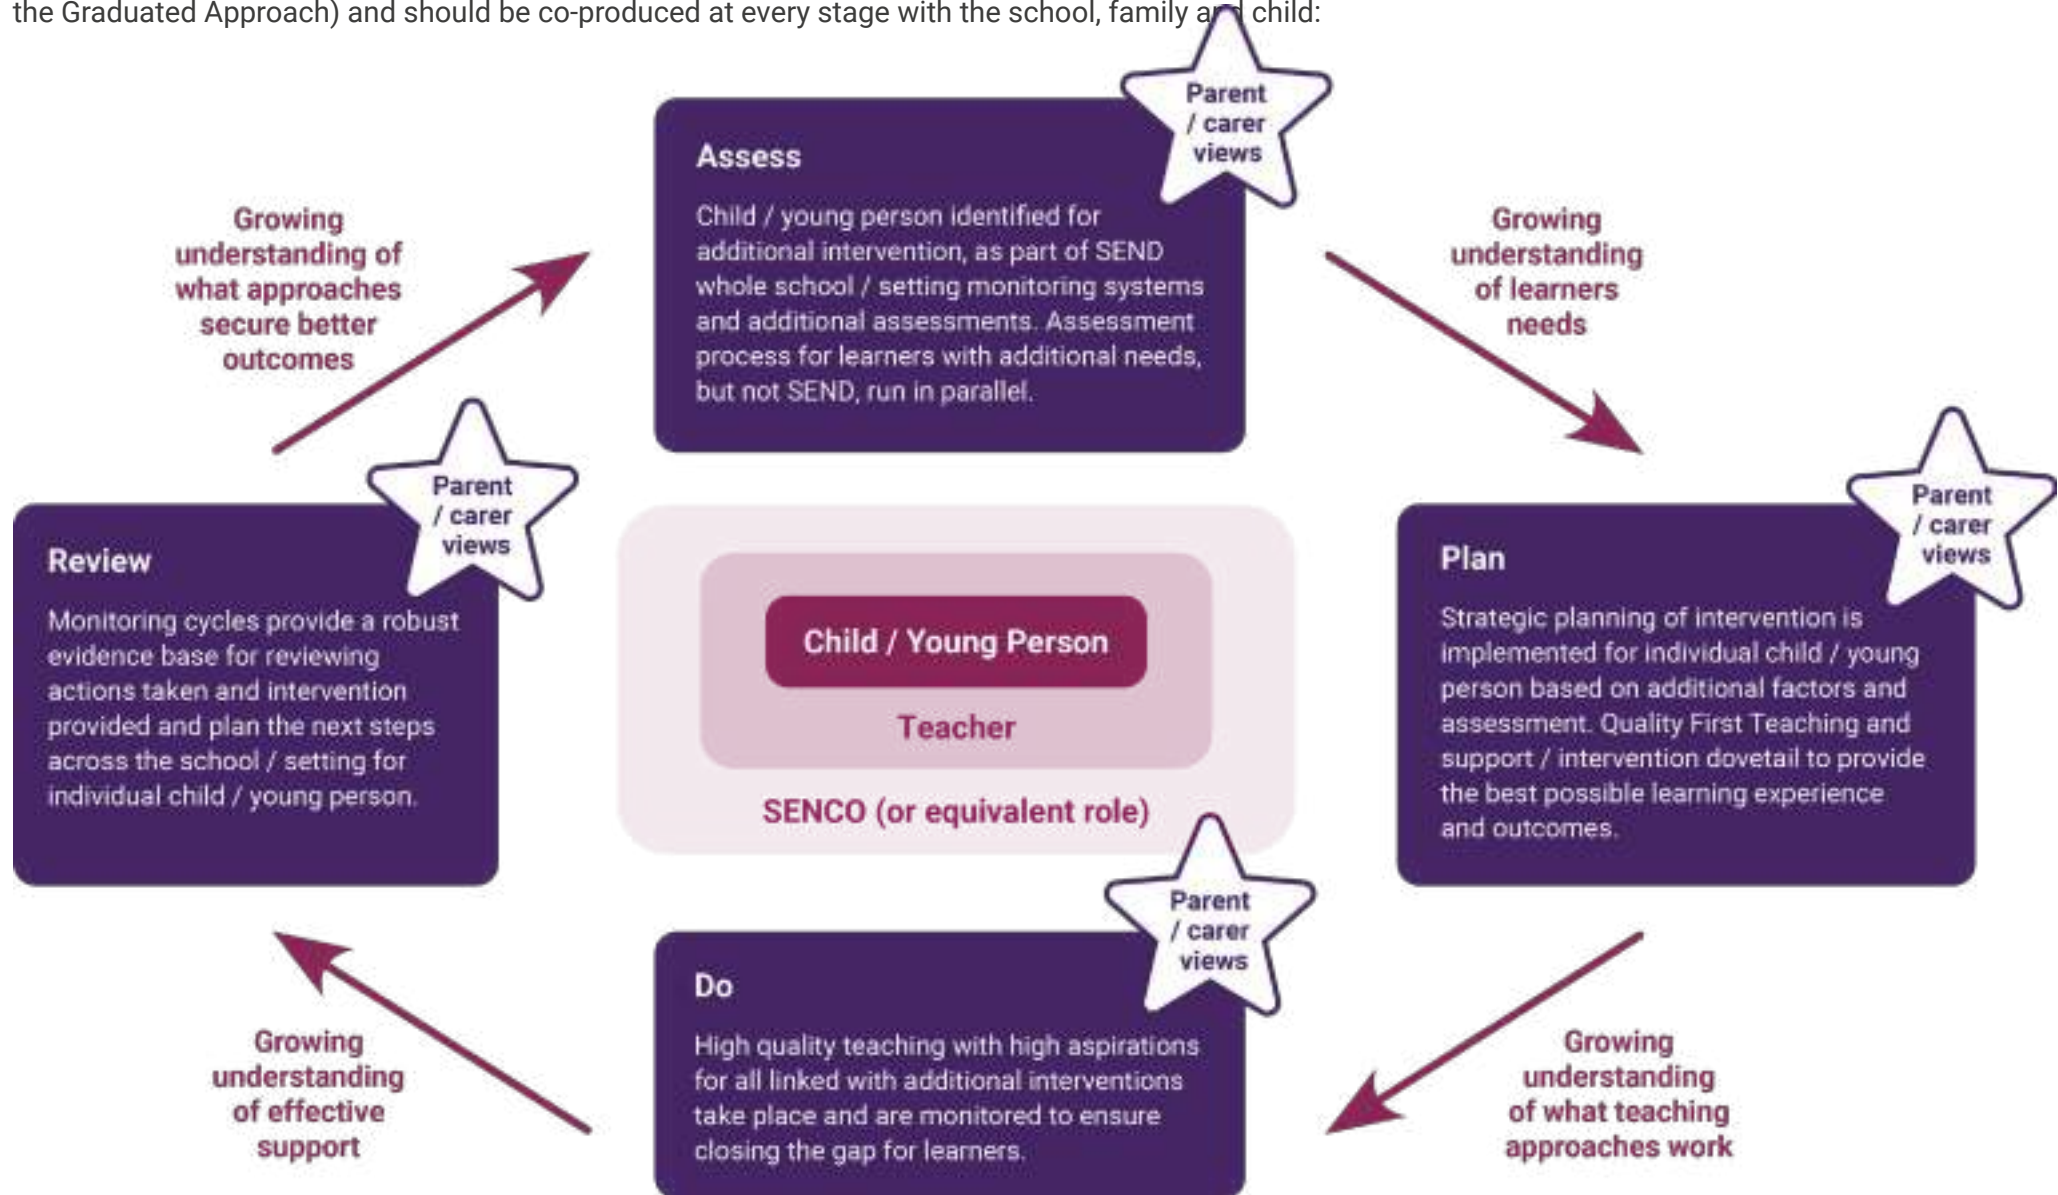 the Graduated Approach) and should be co-produced at every stage with the school, family and child:
Parent
/ carer
views
Assess
Child / young person identified for
additional intervention, as part of SEND
whole school / setting monitoring systems
and additional assessments. Assessment
process for learners with additional needs,
but not SEND, run in parallel.
Growing
understanding of
what approaches
secure better
outcomes
Growing
understanding
of learners
needs
Parent
/ carer
views
Review
Monitoring cycles provide a robust
evidence base for reviewing
actions taken and intervention
provided and plan the next steps
across the school / setting for
individual child / young person.
Child / Young Person
Teacher
SENCO (or equivalent role)
Parent
/ carer
views
Plan
Strategic planning of intervention is
implemented for individual child / young
person based on additional factors and
assessment. Quality First Teaching and
support / intervention dovetail to provide
the best possible learning experience
and outcomes.
Parent
/ carer
views
Do
High quality teaching with high aspirations
for all linked with additional interventions
take place and are monitored to ensure
closing the gap for learners.
Growing
understanding
of effective
support
Growing
understanding
of what teaching
approaches work